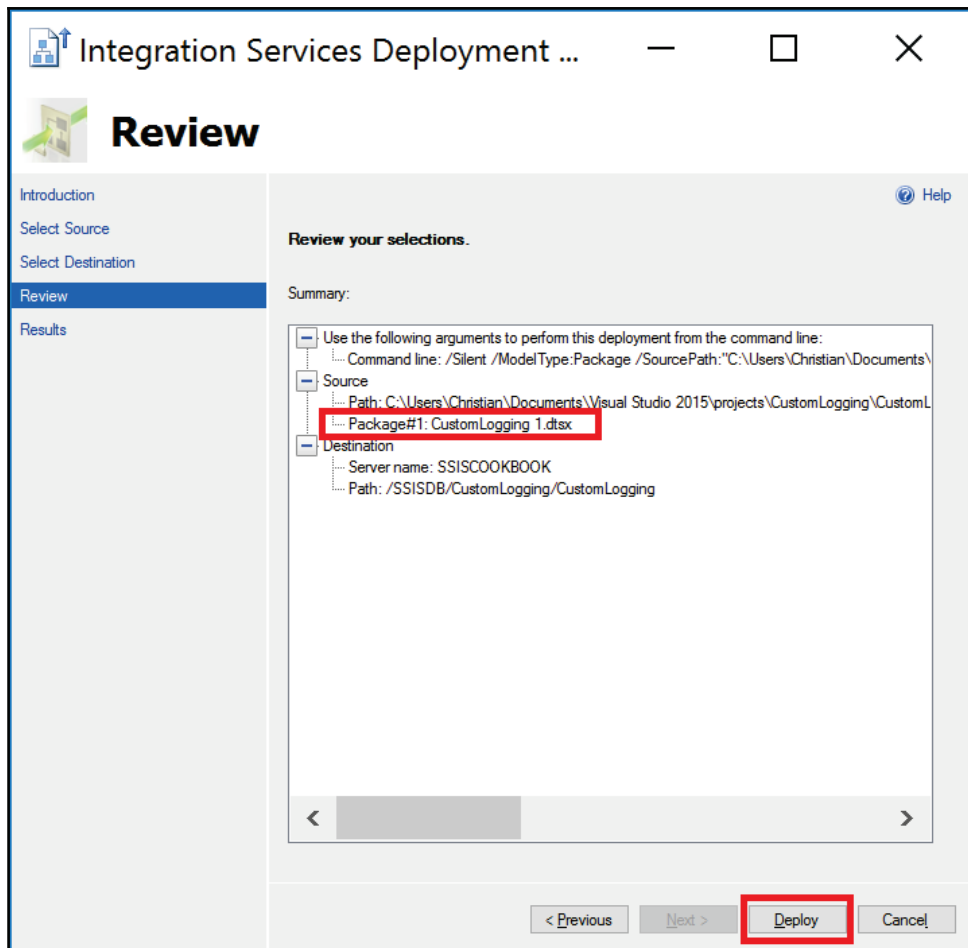 Integration Services Deployment ...
Review
Introduction
Select Source
Select Destination
Review
Results
Help
Review your selections.
Summary:
Use the following arguments to perform this deployment from the command line:
Command line: /Silent /ModelType:Package /SourcePath:"C:\Users\Christian\Documents\
Source
Path: C:\Users\Christian\Documents\Visual Studio 2015\projects\CustomLogging\CustomL
Package#1: CustomLogging 1.dtsx
Destination
Server name: SSISCOOKBOOK
Path: /SSISDB/CustomLogging/CustomLogging
< Previous Next > Deploy Cancel